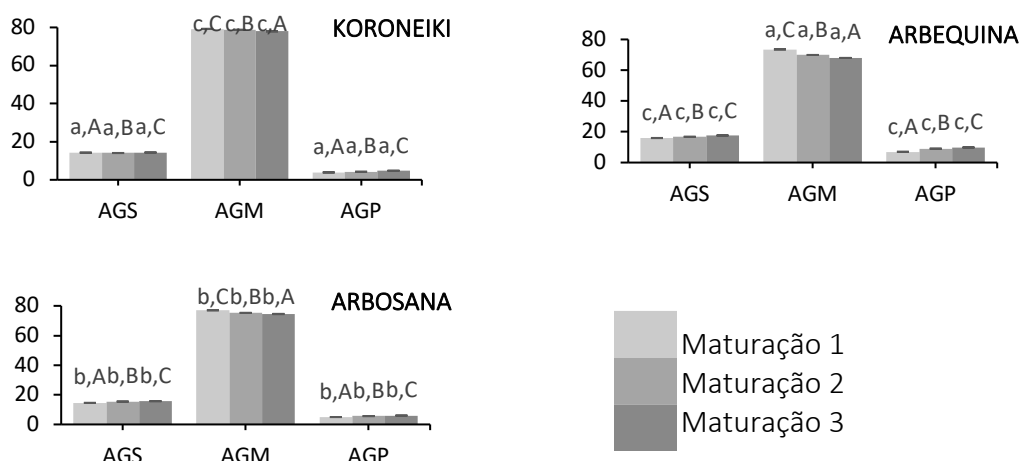 KORONEIKI
80
60
40
20
0
a,A a,B a,C
c,C c,B c,A
a,A a,B a,C
AGS AGM AGP
ARBEQUINA
80
60
40
20
0
c,A c,B c,C
a,C a,B a,A
c,A c,B c,C
AGS AGM AGP
ARBOSANA
80
60
40
20
0
b,A b,B b,C
b,C b,B b,A
b,A b,B b,C
AGS AGM AGP
Maturação 1
Maturação 2
Maturação 3